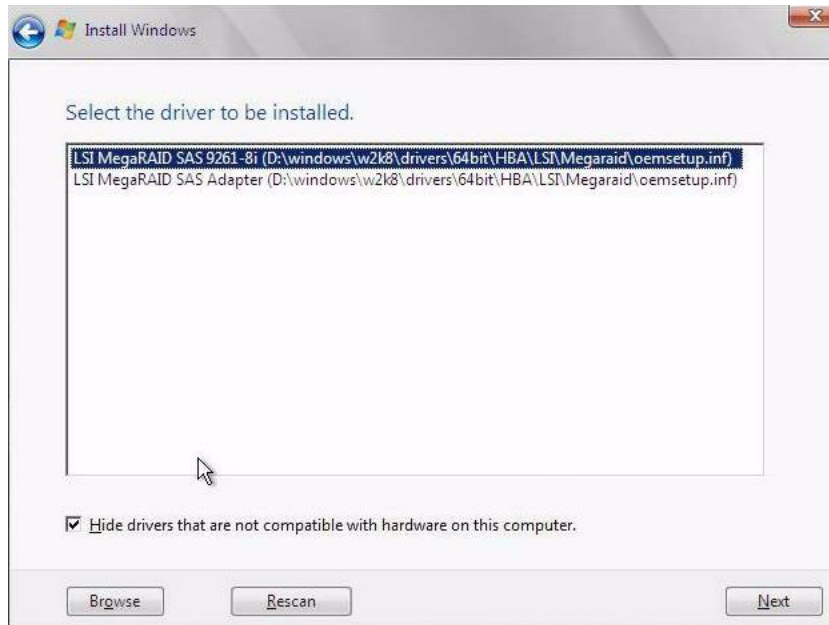 Install Windows
Select the driver to be installed.
LSI MegaRAID SAS 9261-8i (D:\windows\w2k8\drivers\64bit\HBA\LSI\Megaraid\oemsetup.inf)
LSI MegaRAID SAS Adapter (D:\windows\w2k8\drivers\64bit\HBA\LSI\Megaraid\oemsetup.inf)
Hide drivers that are not compatible with hardware on this computer.
Browse Rescan Next